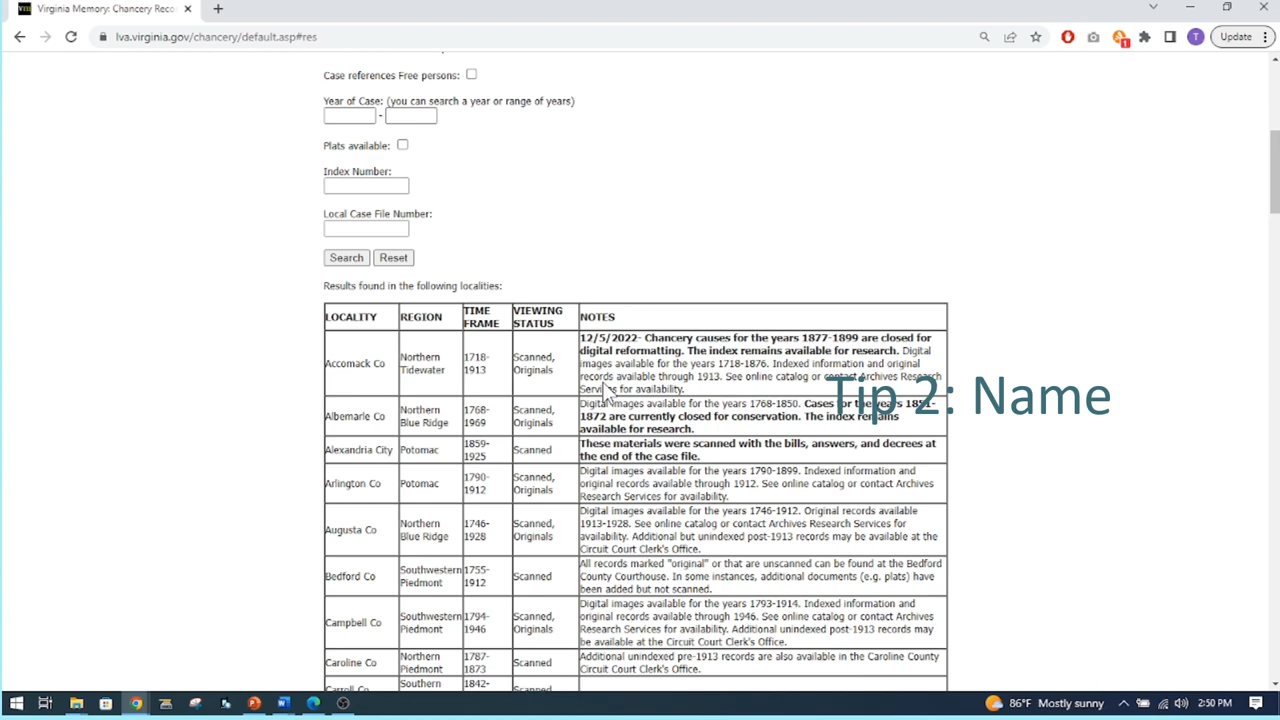 Virginia Memory: Chancery Reco
lva.virginia.gov/chancery/default.asp#res
1
T
Update
Case references Free persons:
Year of Case: (you can search a year or range of years)
-
Plats available:
Index Number:
Local Case File Number:
Search Reset
Results found in the following localities:
LOCALITY REGION TIME FRAME VIEWING STATUS NOTES
Accomack Co
Northern
Tidewater
1718-
1913
Scanned,
Originals
12/5/2022- Chancery causes for the years 1877-1899 are closed for
digital reformatting. The index remains available for research. Digital
images available for the years 1718-1876. Indexed information and original
records available through 1913. See online catalog or contact Archives Research
Services for availability.
Tip 2: Name
Albemarle Co
Northern
Blue Ridge
1768-
1969
Scanned,
Originals
Digital images available for the years 1768-1850. Cases for the years 1851-
1872 are currently closed for conservation. The index remains
available for research.
Alexandria City
Potomac
1859-
1925
Scanned
These materials were scanned with the bills, answers, and decrees at
the end of the case file.
Arlington Co
Potomac
1790-
1912
Scanned,
Originals
Digital images available for the years 1790-1899. Indexed information and
original records available through 1912. See online catalog or contact Archives
Research Services for availability.
Augusta Co
Northern
Blue Ridge
1746-
1928
Scanned,
Originals
Digital images available for the years 1746-1912. Original records available
1913-1928. See online catalog or contact Archives Research Services for
availability. Additional but unindexed post-1913 records may be available at the
Circuit Court Clerk's Office.
Bedford Co
Southwestern
Piedmont
1755-
1912
Scanned
All records marked "original" or that are unscanned can be found at the Bedford
County Courthouse. In some instances, additional documents (e.g. plats) have
been added but not scanned.
Campbell Co
Southwestern
Piedmont
1794-
1946
Scanned,
Originals
Digital images available for the years 1793-1914. Indexed information and
original records available through 1946. See online catalog or contact Archives
Research Services for availability. Additional unindexed post-1913 records may
be available at the Circuit Court Clerk's Office.
Caroline Co
Northern
Piedmont
1787-
1873
Scanned
Additional unindexed pre-1913 records are also available in the Caroline County
Circuit Court Clerk's Office.
Carroll Co
Southern
1842-
Scanned
86°F Mostly sunny
2:50 PM